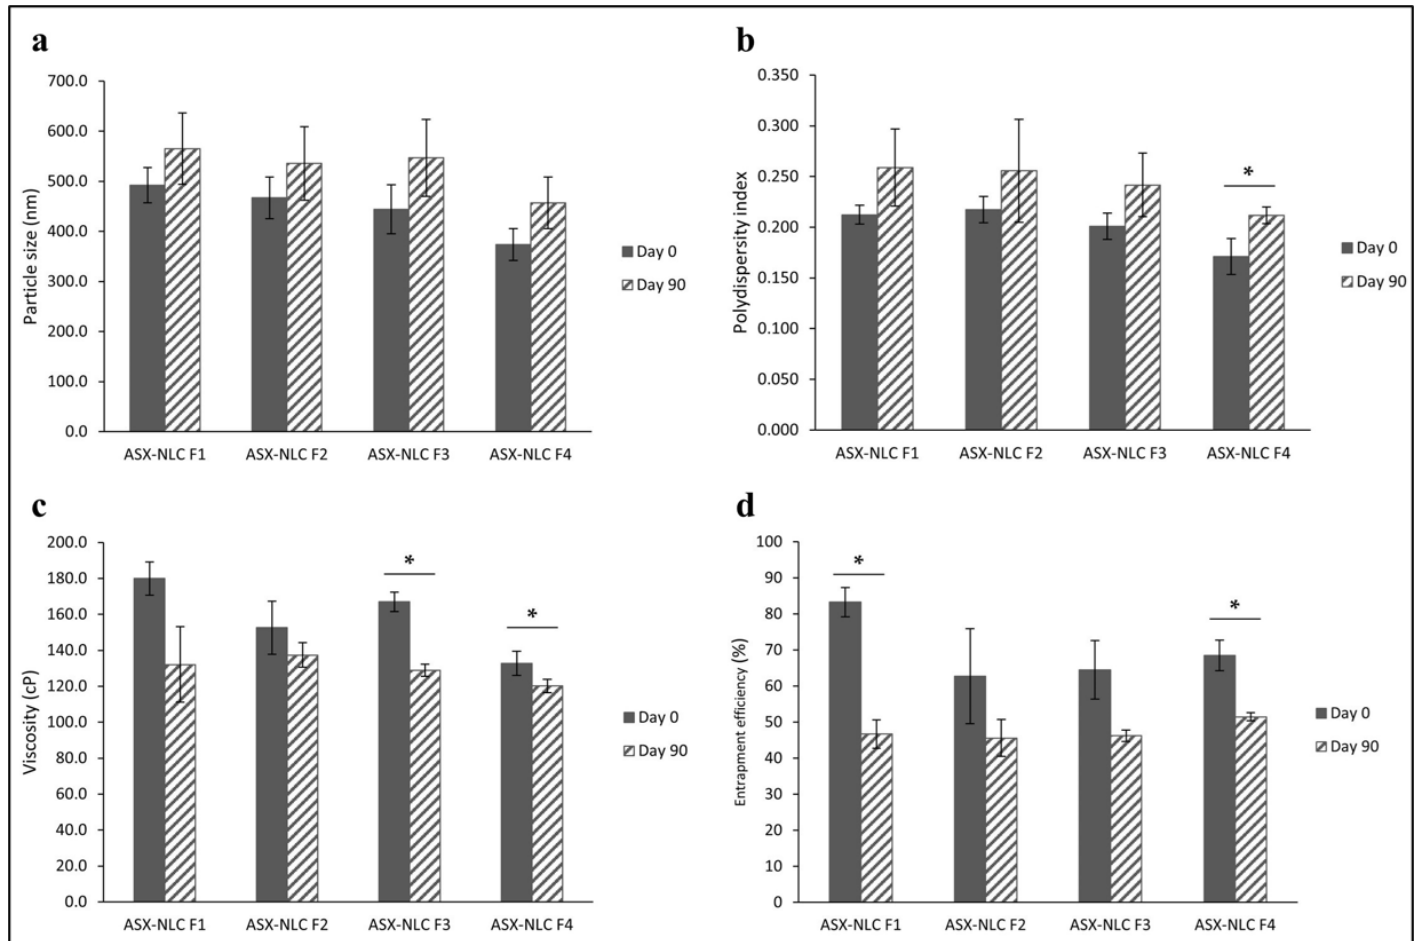 a
700.0
600.0
500.0
400.0
300.0
200.0
100.0
0.0
Particle size (nm)
ASX-NLC F1 ASX-NLC F2 ASX-NLC F3 ASX-NLC F4
Day 0
Day 90
b
0.350
0.300
0.250
0.200
0.150
0.100
0.050
0.000
Polydispersity index
*
ASX-NLC F1 ASX-NLC F2 ASX-NLC F3 ASX-NLC F4
Day 0
Day 90
c
200.0
180.0
160.0
140.0
120.0
100.0
80.0
60.0
40.0
20.0
0.0
Viscosity (cP)
*
*
ASX-NLC F1 ASX-NLC F2 ASX-NLC F3 ASX-NLC F4
Day 0
Day 90
d
100
90
80
70
60
50
40
30
20
10
0
Entrapment efficiency (%)
*
*
ASX-NLC F1 ASX-NLC F2 ASX-NLC F3 ASX-NLC F4
Day 0
Day 90